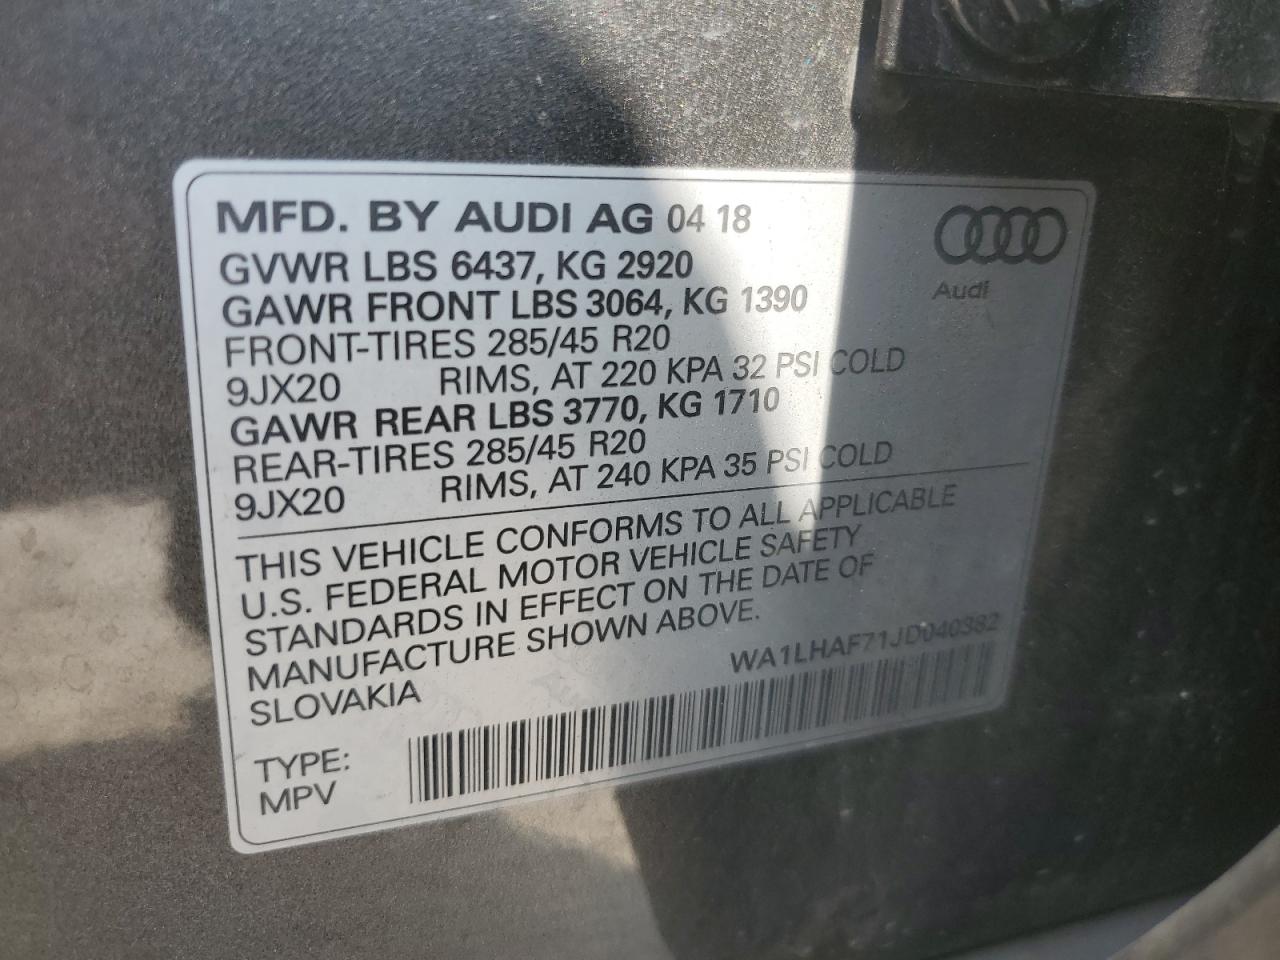 MFD. BY AUDI AG 04 18
Audi
GVWR LBS 6437, KG 2920
GAWR FRONT LBS 3064, KG 1390
FRONT-TIRES 285/45 R20
9JX20 RIMS, AT 220 KPA 32 PSI COLD
GAWR REAR LBS 3770, KG 1710
REAR-TIRES 285/45 R20
9JX20 RIMS, AT 240 KPA 35 PSI COLD
THIS VEHICLE CONFORMS TO ALL APPLICABLE
U.S. FEDERAL MOTOR VEHICLE SAFETY
STANDARDS IN EFFECT ON THE DATE OF
MANUFACTURE SHOWN ABOVE.
SLOVAKIA
WA1LHAF71JD040382
TYPE:
MPV